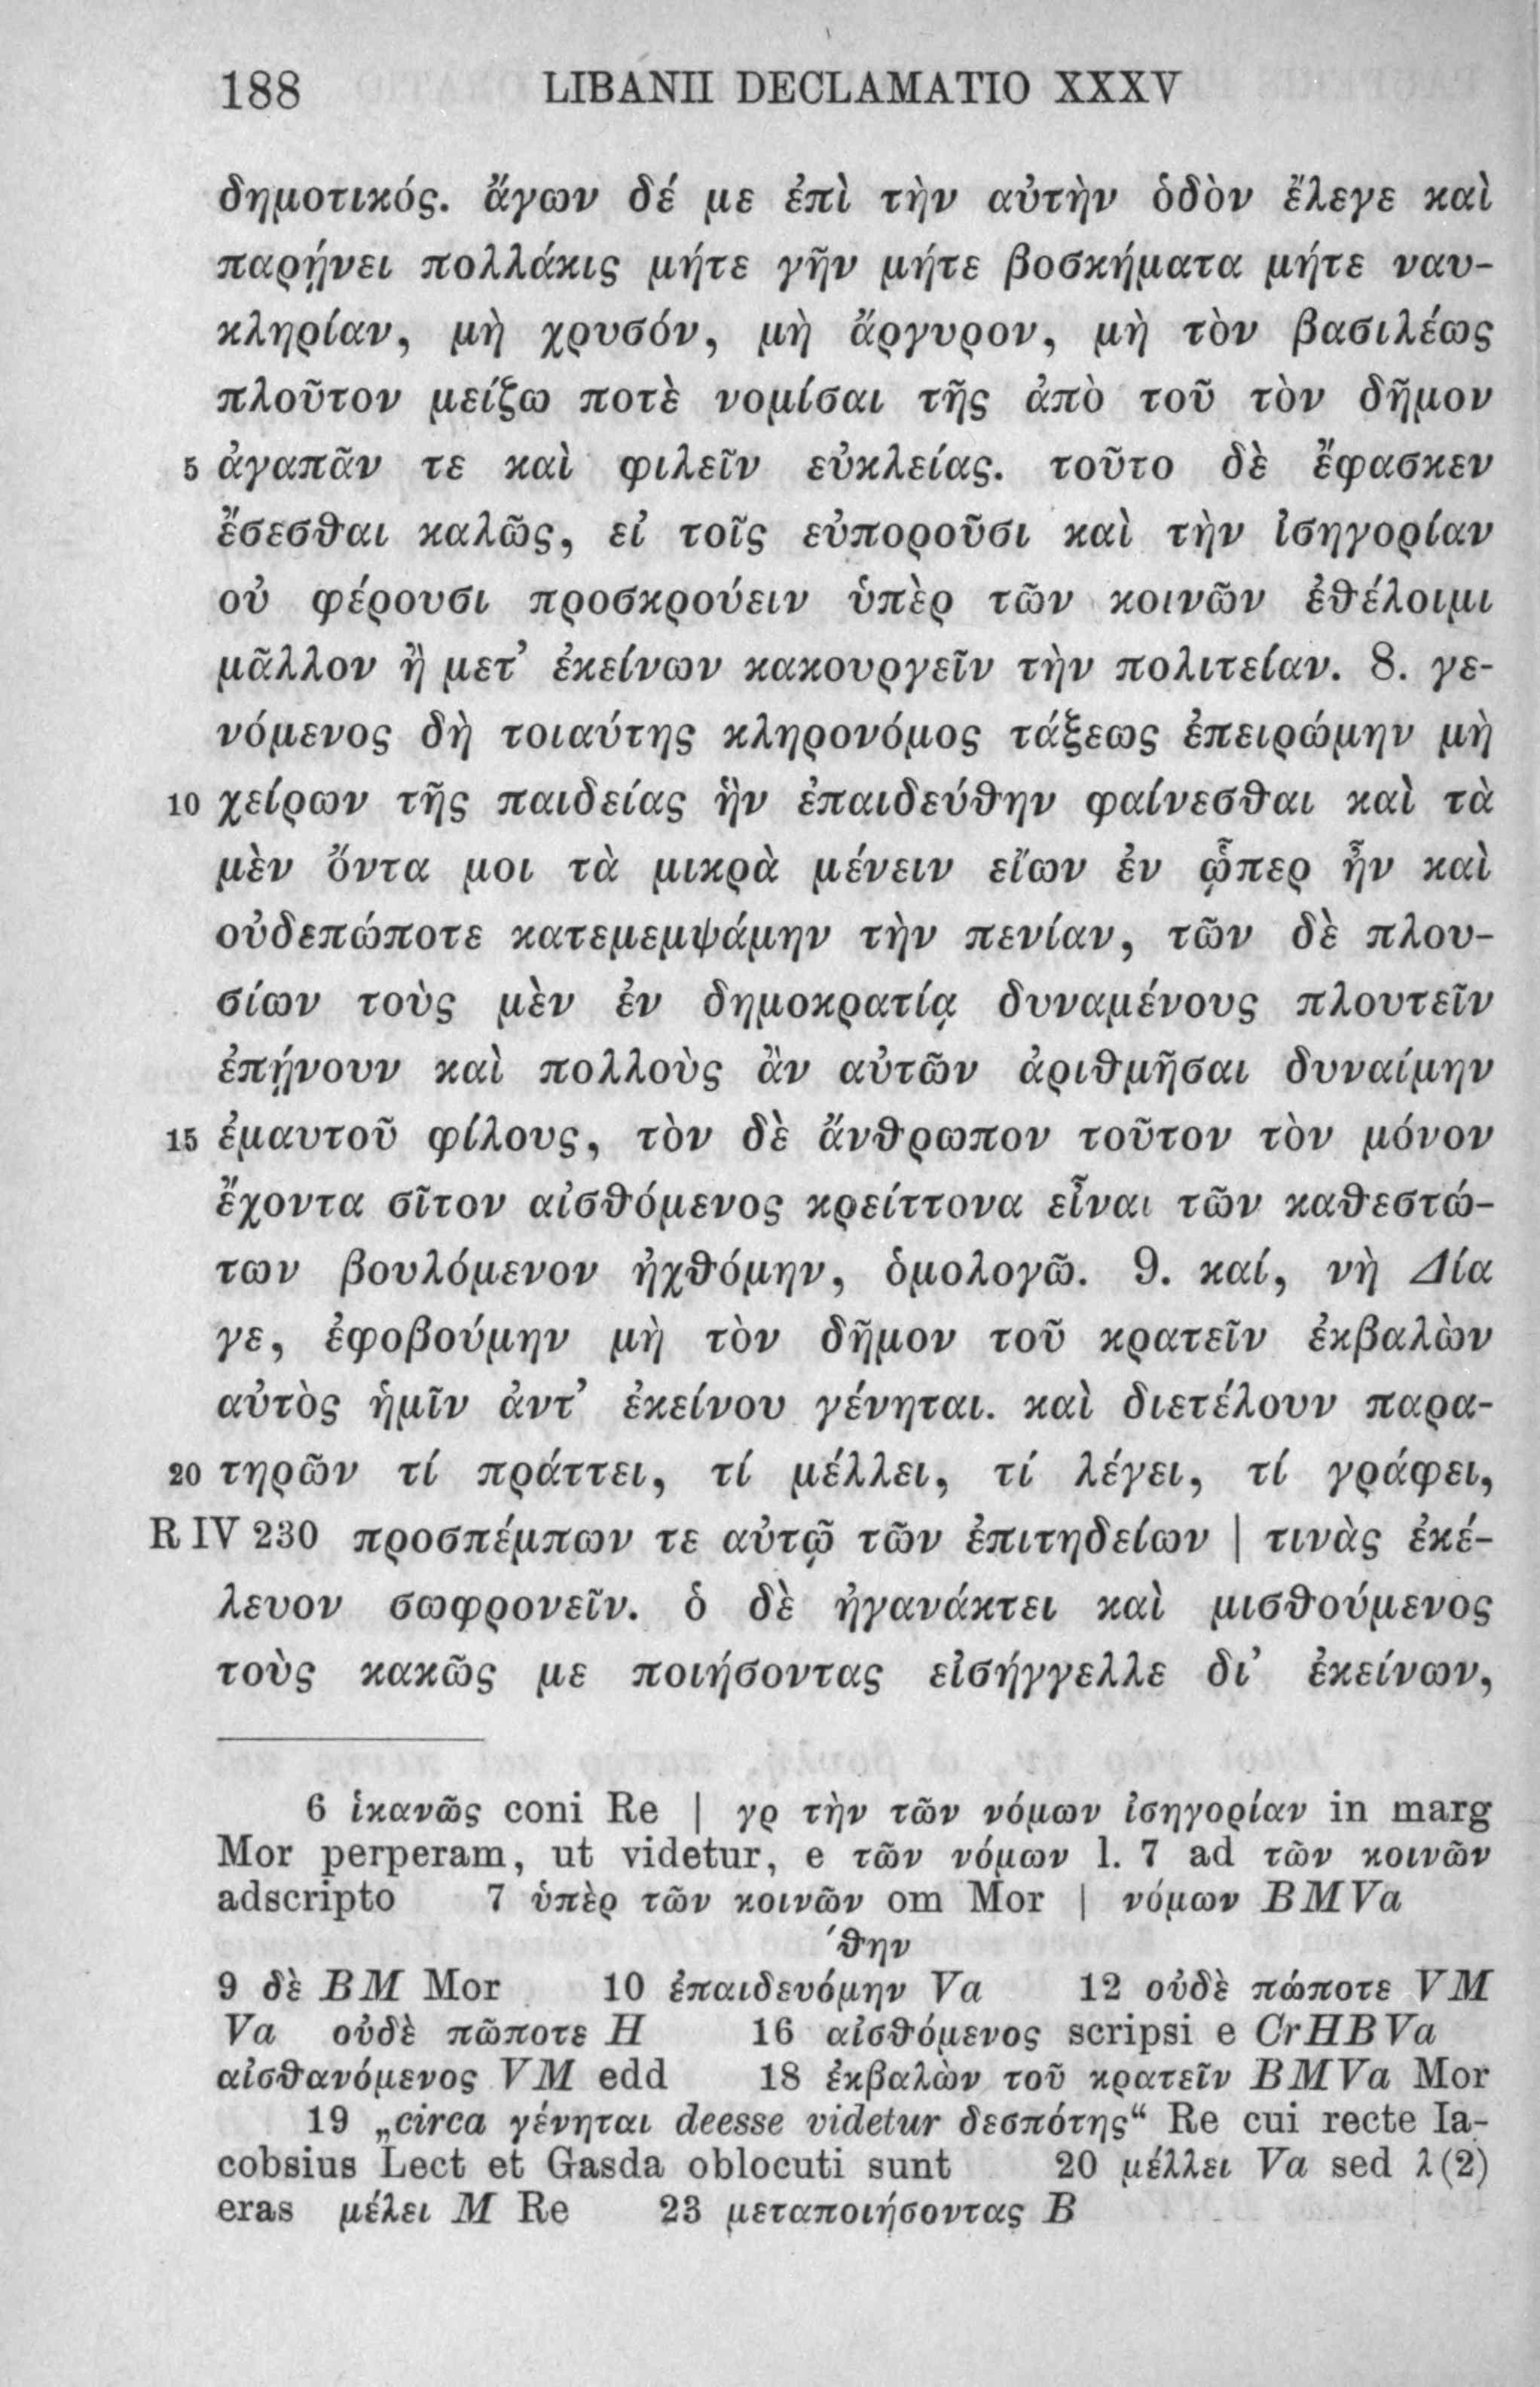 188 LIBANII DECLAMATIO XXXV
δημοτικός. ἄγων δέ με ἐπὶ τὴν αὐτὴν ὁδὸν ἔλεγε καὶ
παρῄνει πολλάκις μήτε γῆν μήτε βοσκήματα μήτε ναυ-
κληρίαν, μὴ χρυσόν, μὴ ἄργυρον, μὴ τὸν βασιλέως
πλοῦτον μείζω ποτὲ νομίσαι τῆς ἀπὸ τοῦ τὸν δῆμον
5 ἀγαπᾶν τε καὶ φιλεῖν εὐκλείας. τοῦτο δὲ ἔφασκεν
ἔσεσθαι καλῶς, εἰ τοῖς εὐποροῦσι καὶ τὴν ἰσηγορίαν
οὐ φέρουσι προσκρούειν ὑπὲρ τῶν κοινῶν ἐθέλοιμι
μᾶλλον ἢ μετ’ ἐκείνων κακουργεῖν τὴν πολιτείαν. 8. γε-
νόμενος δὴ τοιαύτης κληρονόμος τάξεως ἐπειρώμην μὴ
10 χείρων τῆς παιδείας ἣν ἐπαιδεύθην φαίνεσθαι καὶ τὰ
μὲν ὄντα μοι τὰ μικρὰ μένειν εἴων ἐν ᾧπερ ἦν καὶ
οὐδεπώποτε κατεμεμψάμην τὴν πενίαν, τῶν δὲ πλου-
σίων τοὺς μὲν ἐν δημοκρατίᾳ δυναμένους πλουτεῖν
ἐπῄνουν καὶ πολλοὺς ἂν αὐτῶν ἀριθμῆσαι δυναίμην
15 ἐμαυτοῦ φίλους, τὸν δὲ ἄνθρωπον τοῦτον τὸν μόνον
ἔχοντα σῖτον αἰσθόμενος κρείττονα εἶναι τῶν καθεστώ-
των βουλόμενον ἠχθόμην, ὁμολογῶ. 9. καί, νὴ Δία
γε, ἐφοβούμην μὴ τὸν δῆμον τοῦ κρατεῖν ἐκβαλὼν
αὐτὸς ἡμῖν ἀντ’ ἐκείνου γένηται. καὶ διετέλουν παρα-
20 τηρῶν τί πράττει, τί μέλλει, τί λέγει, τί γράφει,
R IV 230 προσπέμπων τε αὐτῷ τῶν ἐπιτηδείων | τινὰς ἐκέ-
λευον σωφρονεῖν. ὁ δὲ ἠγανάκτει καὶ μισθούμενος
τοὺς κακῶς με ποιήσοντας εἰσήγγελλε δι’ ἐκείνων,
6 ἱκανῶς coni Re | γρ τὴν τῶν νόμων ἰσηγορίαν in marg
Mor perperam, ut videtur, e τῶν νόμων l. 7 ad τῶν κοινῶν
adscripto 7 ὑπὲρ τῶν κοινῶν om Mor | νόμων BMVa
´θην
9 δὲ BM Mor 10 ἐπαιδευόμην Va 12 οὐδὲ πώποτε VM
Va οὐδὲ πῶποτε H 16 αἰσθόμενος scripsi e CrHBVa
αἰσθανόμενος VM edd 18 ἐκβαλὼν τοῦ κρατεῖν BMVa Mor
19 „circa γένηται deesse videtur δεσπότης“ Re cui recte Ia-
cobsius Lect et Gasda oblocuti sunt 20 μέλλει Va sed λ(2)
eras μέλει M Re 23 μεταποιήσοντας B